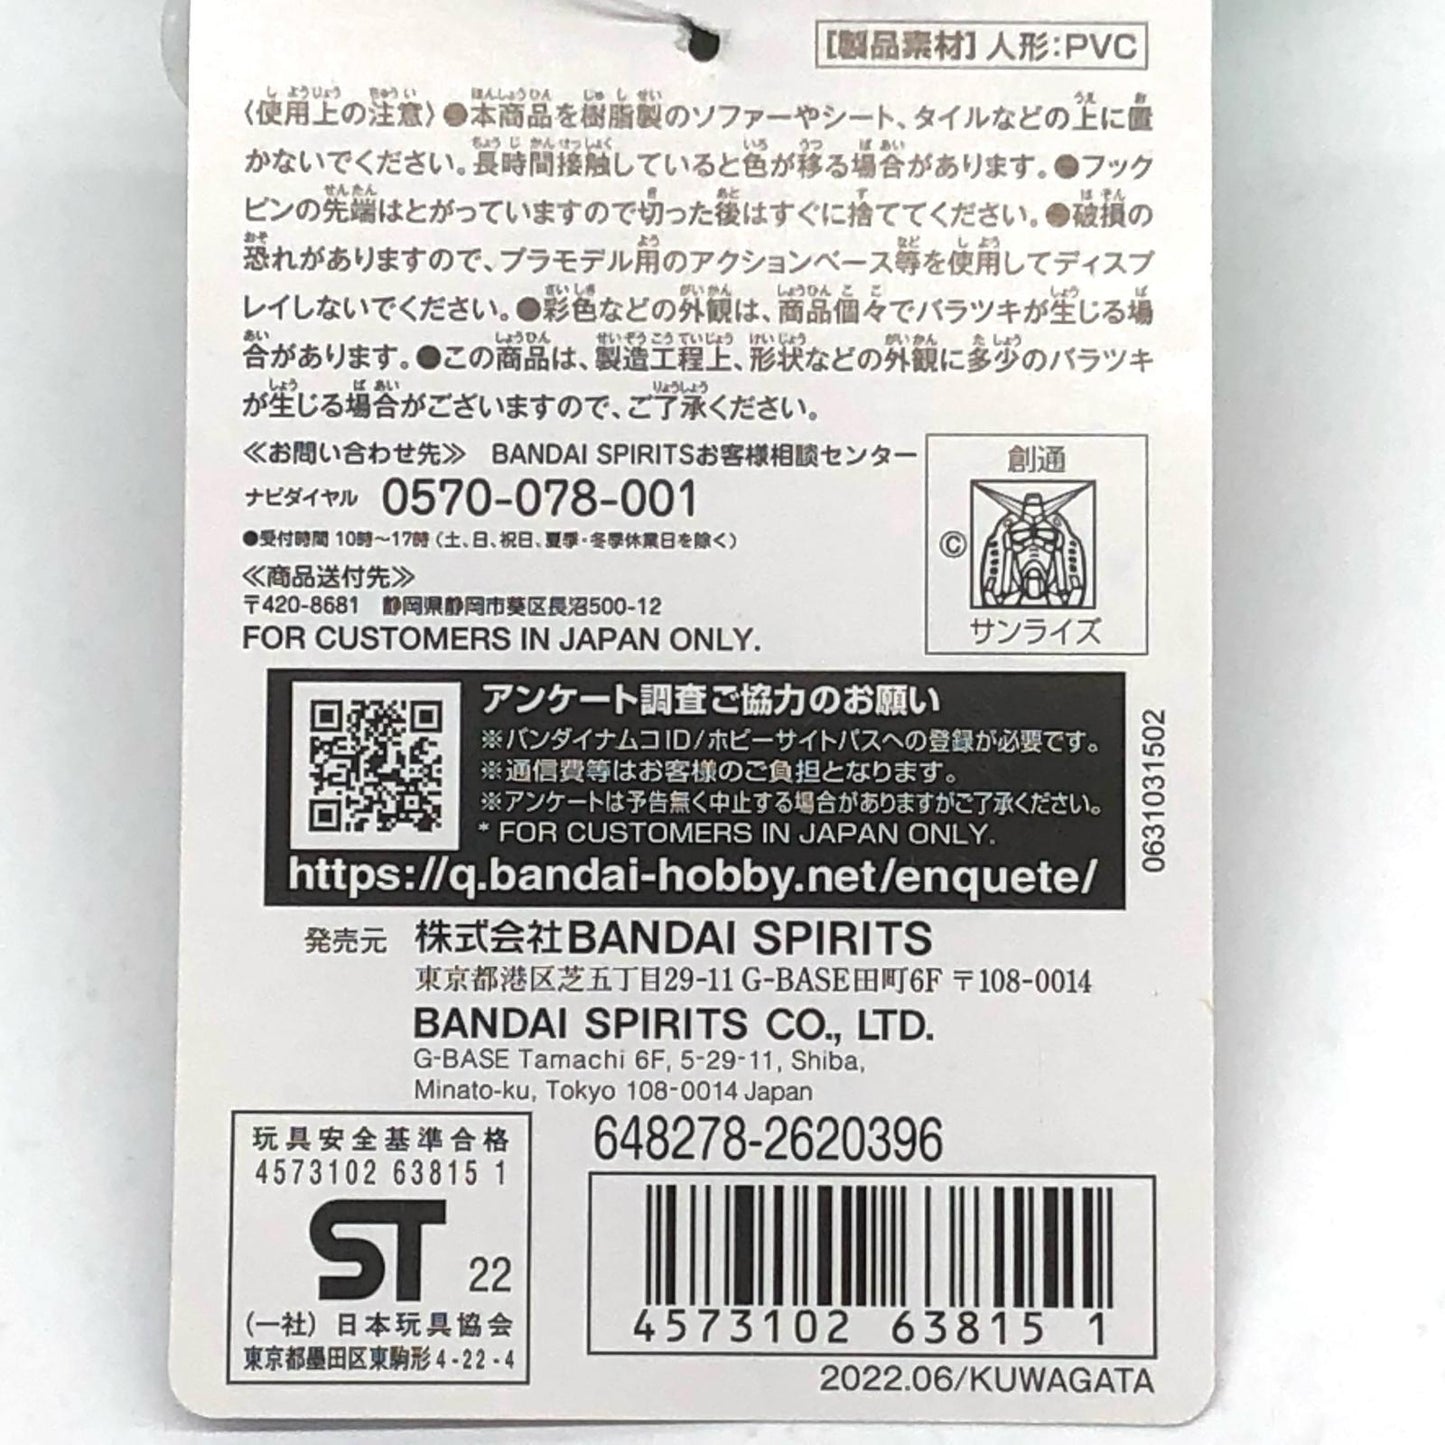 [製品素材] 人形:PVC
〈使用上の注意〉●本商品を樹脂製のソファーやシート、タイルなどの上に置
かないでください。長時間接触していると色が移る場合があります。●フック
ピンの先端はとがっていますので切った後はすぐに捨ててください。●破損の
恐れがありますので、プラモデル用のアクションベース等を使用してディスプ
レイしないでください。●彩色などの外観は、商品個々でバラツキが生じる場
合があります。●この商品は、製造工程上、形状などの外観に多少のバラツキ
が生じる場合がございますので、ご了承ください。
≪お問い合わせ先≫ BANDAI SPIRITSお客様相談センター
ナビダイヤル 0570-078-001
●受付時間 10時～17時(土、日、祝日、夏季・冬季休業日を除く)
≪商品送付先≫
〒420-8681 静岡県静岡市葵区長沼500-12
FOR CUSTOMERS IN JAPAN ONLY.
創通
©
サンライズ
アンケート調査ご協力のお願い
※バンダイナムコID/ホビーサイトパスへの登録が必要です。
※通信費等はお客様のご負担となります。
※アンケートは予告無く中止する場合がありますがご了承ください。
* FOR CUSTOMERS IN JAPAN ONLY.
https://q.bandai-hobby.net/enquete/
0631031502
発売元 株式会社BANDAI SPIRITS
東京都港区芝五丁目29-11 G-BASE田町6F 〒108-0014
BANDAI SPIRITS CO., LTD.
G-BASE Tamachi 6F, 5-29-11, Shiba,
Minato-ku, Tokyo 108-0014 Japan
玩具安全基準合格
4573102 63815 1
ST 22
(一社) 日本玩具協会
東京都墨田区東駒形4-22-4
648278-2620396
4573102 63815 1
2022.06/KUWAGATA